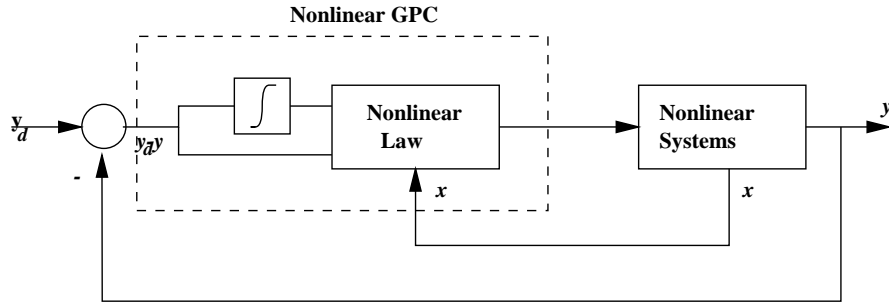 Nonlinear GPC
y
y_d
Nonlinear
Law
Nonlinear
Systems
y_d-y
-
x
x